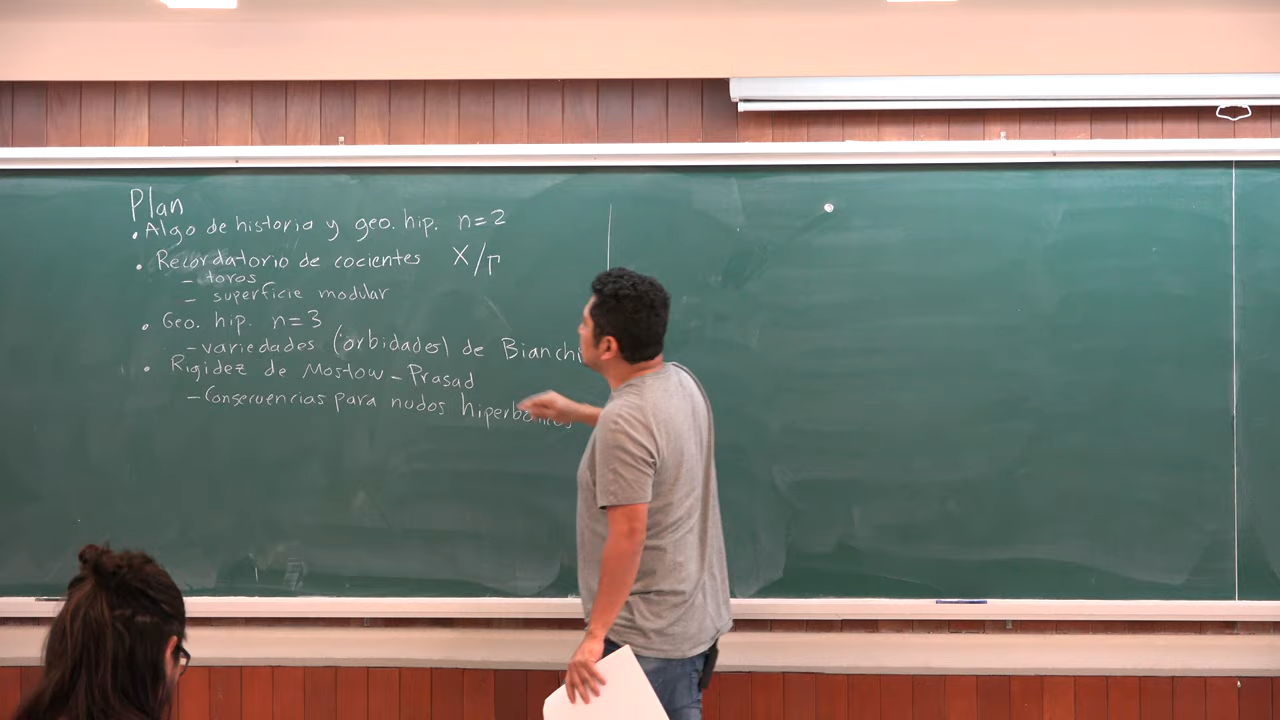 Plan
• Algo de historia y geo. hip. n=2
• Recordatorio de cocientes X/Γ
– toros
– superficie modular
• Geo. hip. n=3
– variedades (orbidades) de Bianchi
• Rigidez de Mostow – Prasad
– Consecuencias para nudos hiperbólicos